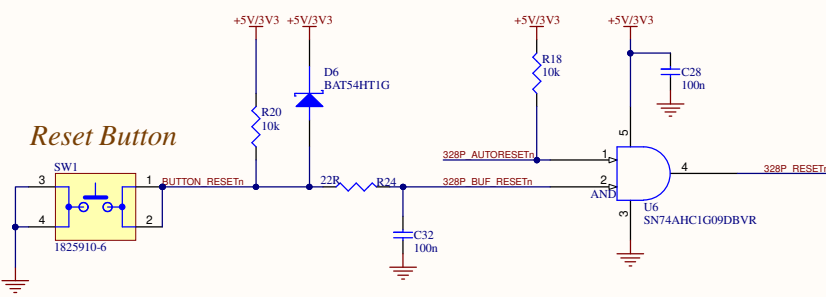 +5V/3V3
+5V/3V3
+5V/3V3
+5V/3V3
R18
10k
D6
BAT54HT1G
C28
100n
R20
10k
Reset Button
5
328P_AUTORESETn
1
SW1
3
1
BUTTON_RESETn
22R
R24
328P_BUF_RESETn
2
4
328P_RESETn
AND
U6
SN74AHC1G09DBVR
3
4
2
1825910-6
C32
100n